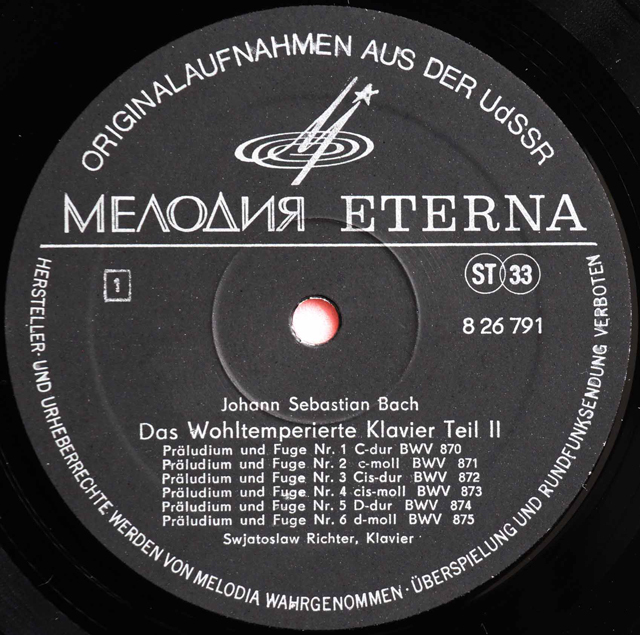 ORIGINALAUFNAHMEN AUS DER UdSSR
МЕЛОДИЯ ETERNA
1
ST 33
8 26 791
Johann Sebastian Bach
Das Wohltemperierte Klavier Teil II
Präludium und Fuge Nr. 1 C-dur BWV 870
Präludium und Fuge Nr. 2 c-moll BWV 871
Präludium und Fuge Nr. 3 Cis-dur BWV 872
Präludium und Fuge Nr. 4 cis-moll BWV 873
Präludium und Fuge Nr. 5 D-dur BWV 874
Präludium und Fuge Nr. 6 d-moll BWV 875
Swjatoslaw Richter, Klavier
HERSTELLER- UND URHEBERRECHTE WERDEN VON MELODIA WAHRGENOMMEN · ÜBERSPIELUNG UND RUNDFUNKSENDUNG VERBOTEN